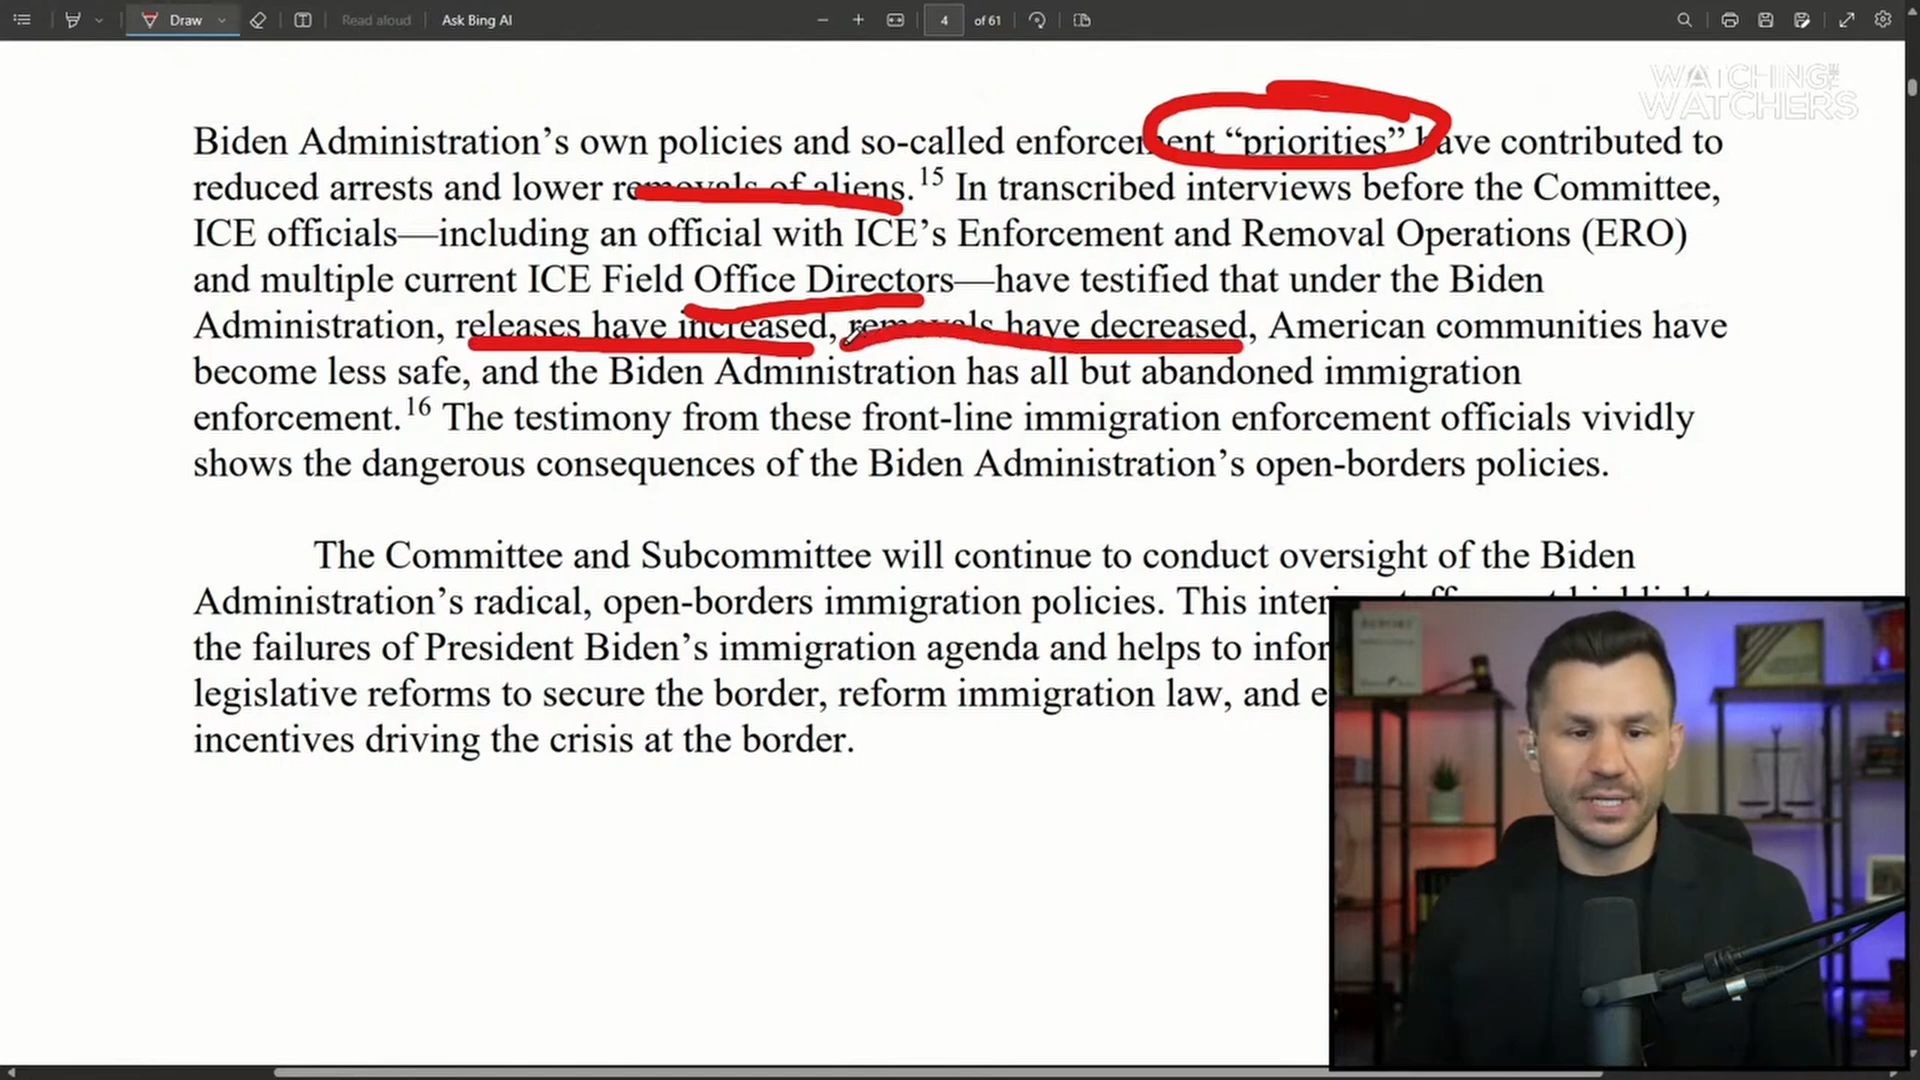 Draw
Read aloud
Ask Bing AI
4
of 61
WATCHING THE
WATCHERS
Biden Administration’s own policies and so-called enforcement “priorities” have contributed to
reduced arrests and lower removals of aliens.15 In transcribed interviews before the Committee,
ICE officials—including an official with ICE’s Enforcement and Removal Operations (ERO)
and multiple current ICE Field Office Directors—have testified that under the Biden
Administration, releases have increased, removals have decreased, American communities have
become less safe, and the Biden Administration has all but abandoned immigration
enforcement.16 The testimony from these front-line immigration enforcement officials vividly
shows the dangerous consequences of the Biden Administration’s open-borders policies.
The Committee and Subcommittee will continue to conduct oversight of the Biden
Administration’s radical, open-borders immigration policies. This
the failures of President Biden’s immigration agenda and helps to
legislative reforms to secure the border, reform immigration law, and
incentives driving the crisis at the border.